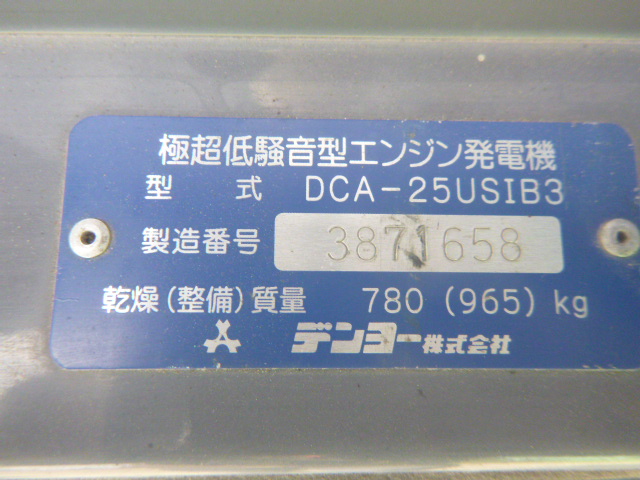 極超低騒音型エンジン発電機
型 式 DCA-25USIB3
製造番号 3871658
乾燥(整備)質量 780 (965) kg
デンヨー株式会社